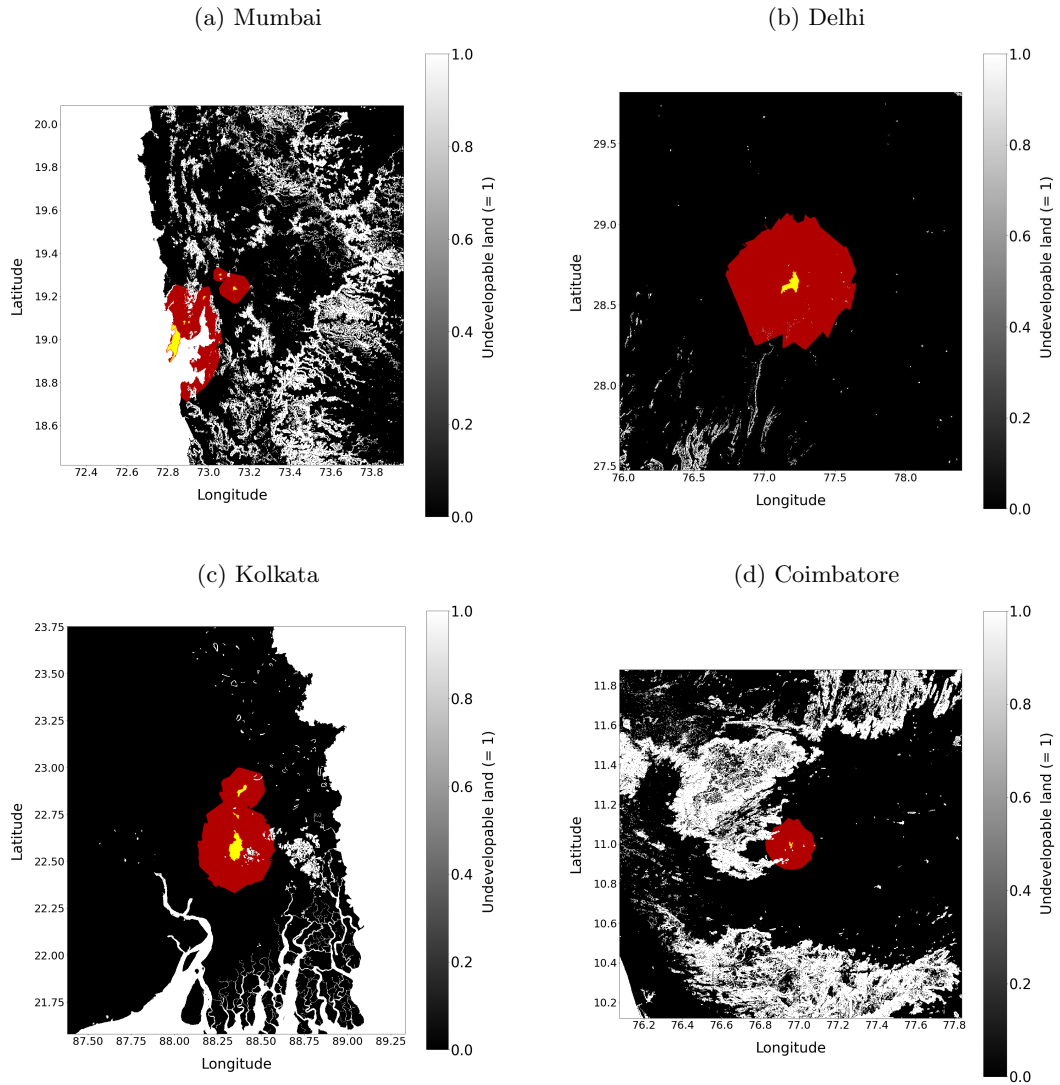 (a) Mumbai
20.0
19.8
19.6
19.4
19.2
19.0
18.8
18.6
72.4 72.6 72.8 73.0 73.2 73.4 73.6 73.8
Longitude
Latitude
1.0
0.8
0.6
0.4
0.2
0.0
Undevelopable land (= 1)
(b) Delhi
29.5
29.0
28.5
28.0
27.5
76.0 76.5 77.0 77.5 78.0
Longitude
Latitude
1.0
0.8
0.6
0.4
0.2
0.0
Undevelopable land (= 1)
(c) Kolkata
23.75
23.50
23.25
23.00
22.75
22.50
22.25
22.00
21.75
87.50 87.75 88.00 88.25 88.50 88.75 89.00 89.25
Longitude
Latitude
1.0
0.8
0.6
0.4
0.2
0.0
Undevelopable land (= 1)
(d) Coimbatore
11.8
11.6
11.4
11.2
11.0
10.8
10.6
10.4
10.2
76.2 76.4 76.6 76.8 77.0 77.2 77.4 77.6 77.8
Longitude
Latitude
1.0
0.8
0.6
0.4
0.2
0.0
Undevelopable land (= 1)